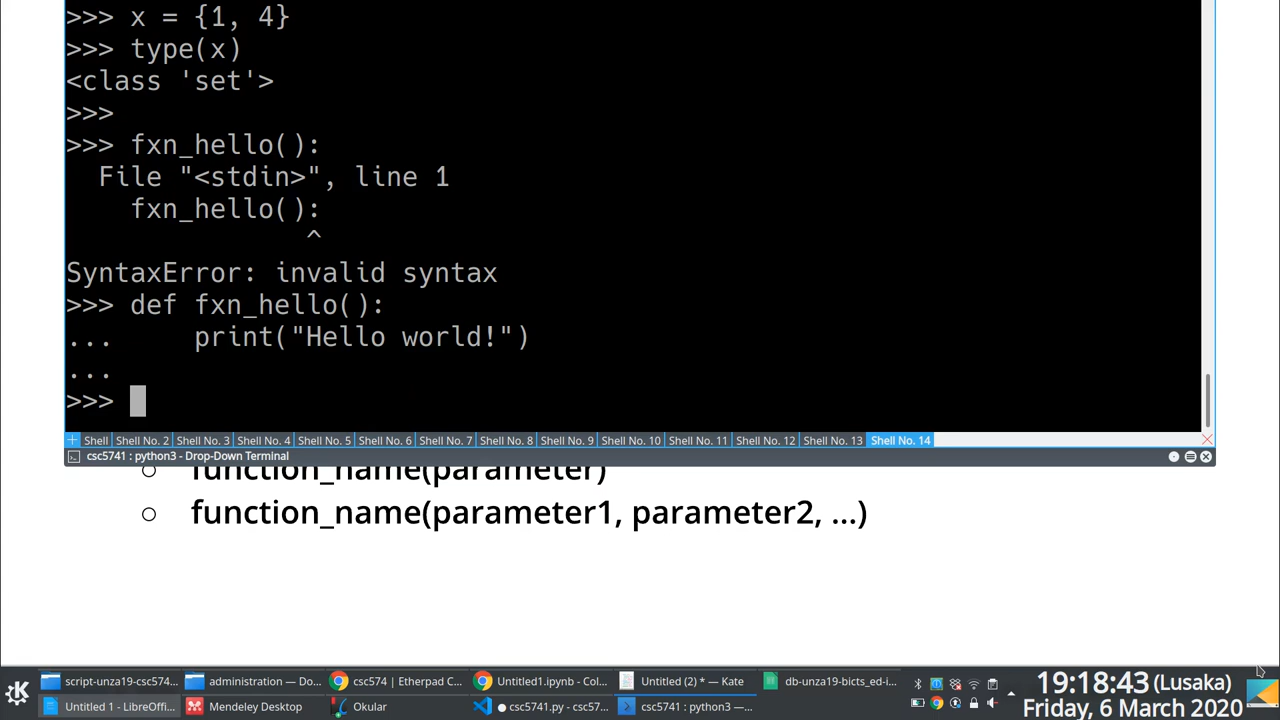 >>> x = {1, 4}
>>> type(x)
<class 'set'>
>>>
>>> fxn_hello():
  File "<stdin>", line 1
    fxn_hello():
               ^
SyntaxError: invalid syntax
>>> def fxn_hello():
...     print("Hello world!")
...
>>>
+ Shell Shell No. 2 Shell No. 3 Shell No. 4 Shell No. 5 Shell No. 6 Shell No. 7 Shell No. 8 Shell No. 9 Shell No. 10 Shell No. 11 Shell No. 12 Shell No. 13 Shell No. 14
csc5741 : python3 - Drop-Down Terminal
○ function_name(parameter)
○ function_name(parameter1, parameter2, ...)
script-unza19-csc574... administration — Do... csc574 | Etherpad C... Untitled1.ipynb - Col... Untitled (2) * — Kate db-unza19-bicts_ed-i... 19:18:43 (Lusaka)
Untitled 1 - LibreOffi... Mendeley Desktop Okular ● csc5741.py - csc57... csc5741 : python3 —... Friday, 6 March 2020